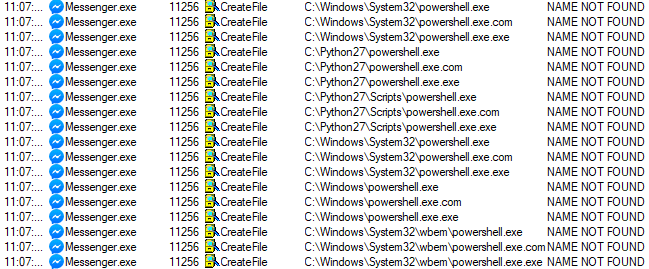 11:07:... Messenger.exe 11256 CreateFile C:\Windows\System32\powershell.exe NAME NOT FOUND
11:07:... Messenger.exe 11256 CreateFile C:\Windows\System32\powershell.exe.com NAME NOT FOUND
11:07:... Messenger.exe 11256 CreateFile C:\Windows\System32\powershell.exe.exe NAME NOT FOUND
11:07:... Messenger.exe 11256 CreateFile C:\Python27\powershell.exe NAME NOT FOUND
11:07:... Messenger.exe 11256 CreateFile C:\Python27\powershell.exe.com NAME NOT FOUND
11:07:... Messenger.exe 11256 CreateFile C:\Python27\powershell.exe.exe NAME NOT FOUND
11:07:... Messenger.exe 11256 CreateFile C:\Python27\Scripts\powershell.exe NAME NOT FOUND
11:07:... Messenger.exe 11256 CreateFile C:\Python27\Scripts\powershell.exe.com NAME NOT FOUND
11:07:... Messenger.exe 11256 CreateFile C:\Python27\Scripts\powershell.exe.exe NAME NOT FOUND
11:07:... Messenger.exe 11256 CreateFile C:\Windows\System32\powershell.exe NAME NOT FOUND
11:07:... Messenger.exe 11256 CreateFile C:\Windows\System32\powershell.exe.com NAME NOT FOUND
11:07:... Messenger.exe 11256 CreateFile C:\Windows\System32\powershell.exe.exe NAME NOT FOUND
11:07:... Messenger.exe 11256 CreateFile C:\Windows\powershell.exe NAME NOT FOUND
11:07:... Messenger.exe 11256 CreateFile C:\Windows\powershell.exe.com NAME NOT FOUND
11:07:... Messenger.exe 11256 CreateFile C:\Windows\powershell.exe.exe NAME NOT FOUND
11:07:... Messenger.exe 11256 CreateFile C:\Windows\System32\wbem\powershell.exe NAME NOT FOUND
11:07:... Messenger.exe 11256 CreateFile C:\Windows\System32\wbem\powershell.exe.com NAME NOT FOUND
11:07:... Messenger.exe 11256 CreateFile C:\Windows\System32\wbem\powershell.exe.exe NAME NOT FOUND